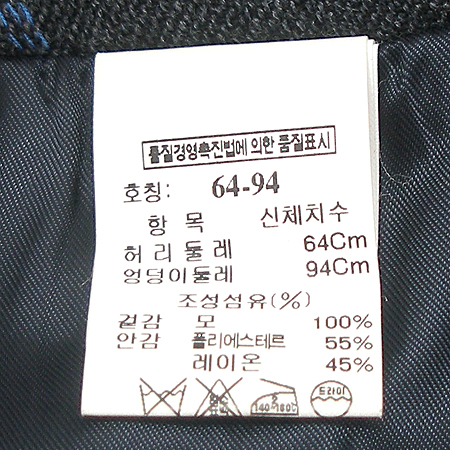 품질경영촉진법에 의한 품질표시
호칭: 64-94
항 목 신체치수
허리둘레 64Cm
엉덩이둘레 94Cm
조성섬유(%)
겉감 모 100%
안감 폴리에스테르 55%
레이온 45%
140~160℃ 드라이